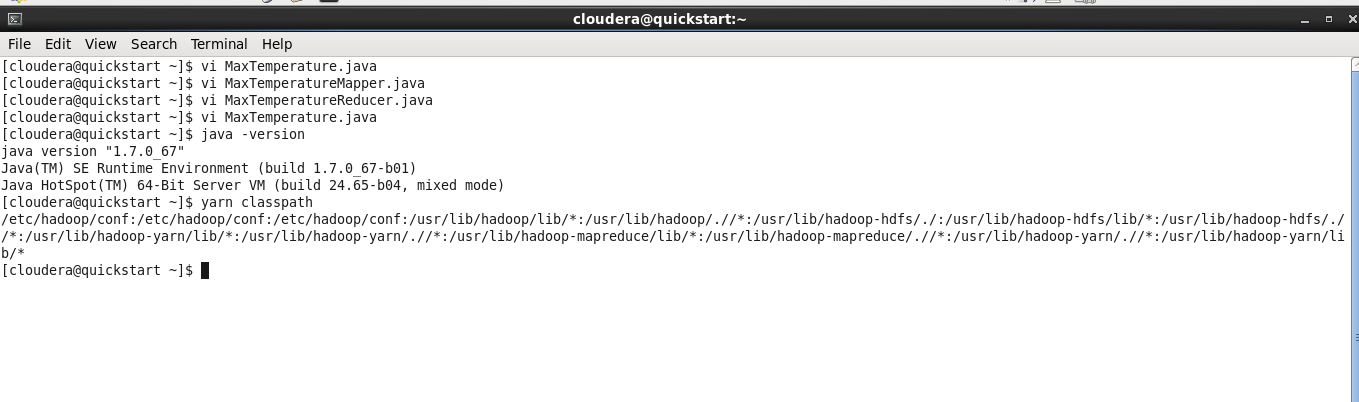 cloudera@quickstart:~
File Edit View Search Terminal Help
[cloudera@quickstart ~]$ vi MaxTemperature.java
[cloudera@quickstart ~]$ vi MaxTemperatureMapper.java
[cloudera@quickstart ~]$ vi MaxTemperatureReducer.java
[cloudera@quickstart ~]$ vi MaxTemperature.java
[cloudera@quickstart ~]$ java -version
java version "1.7.0_67"
Java(TM) SE Runtime Environment (build 1.7.0_67-b01)
Java HotSpot(TM) 64-Bit Server VM (build 24.65-b04, mixed mode)
[cloudera@quickstart ~]$ yarn classpath
/etc/hadoop/conf:/etc/hadoop/conf:/etc/hadoop/conf:/usr/lib/hadoop/lib/*:/usr/lib/hadoop/.//*:/usr/lib/hadoop-hdfs/./:/usr/lib/hadoop-hdfs/lib/*:/usr/lib/hadoop-hdfs/./
/*:/usr/lib/hadoop-yarn/lib/*:/usr/lib/hadoop-yarn/.//*:/usr/lib/hadoop-mapreduce/lib/*:/usr/lib/hadoop-mapreduce/.//*:/usr/lib/hadoop-yarn/.//*:/usr/lib/hadoop-yarn/li
b/*
[cloudera@quickstart ~]$